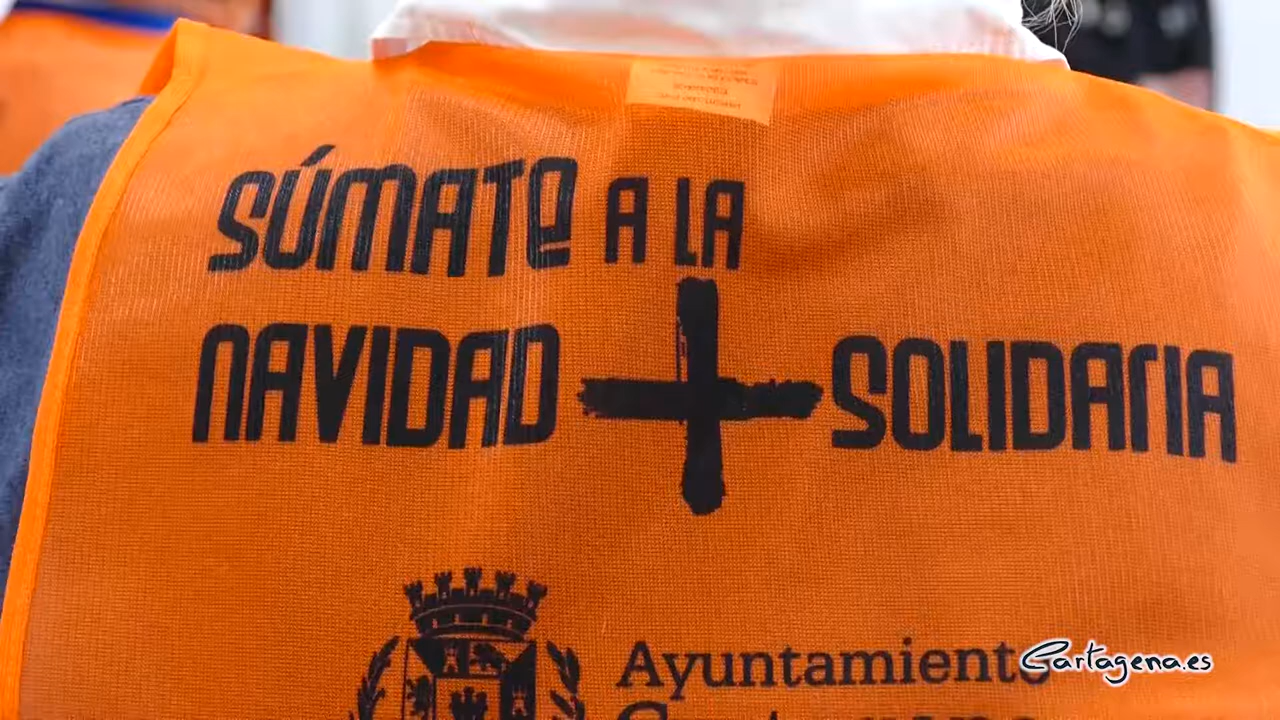 SÚMATE A LA
NAVIDAD + SOLIDARIA
Ayuntamiento
Cartagena.es